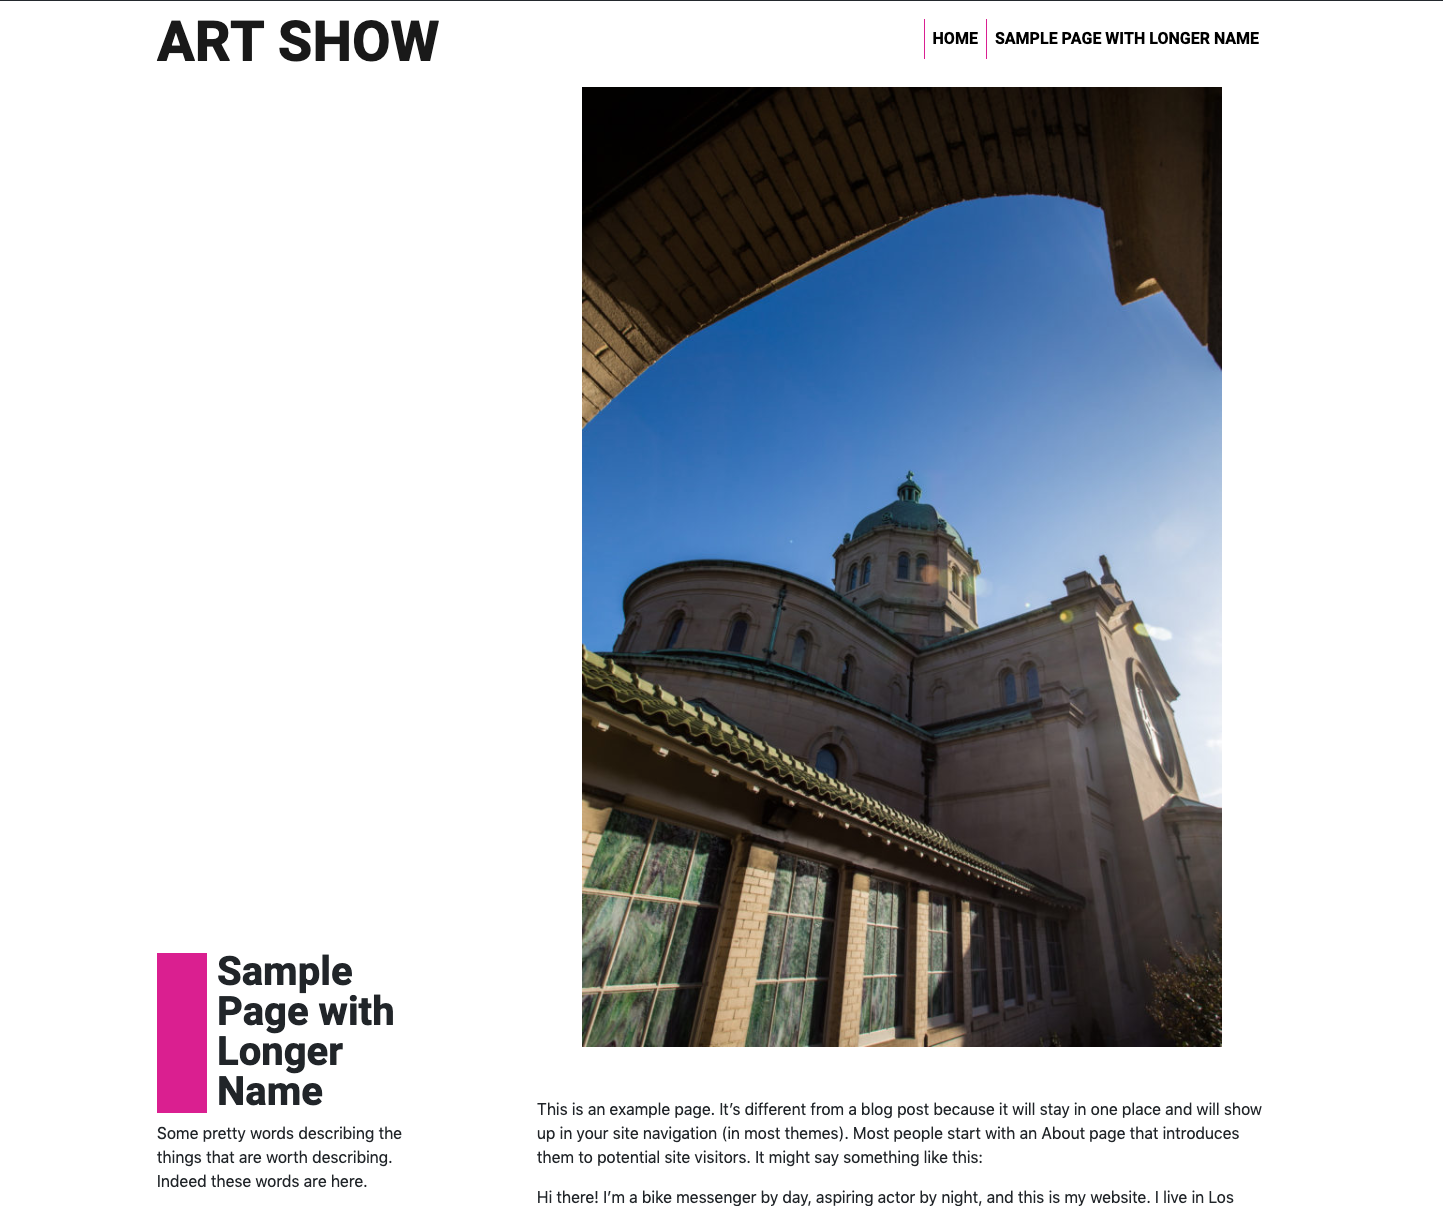 ART SHOW
HOME
SAMPLE PAGE WITH LONGER NAME
Sample
Page with
Longer
Name
Some pretty words describing the
things that are worth describing.
Indeed these words are here.
This is an example page. It’s different from a blog post because it will stay in one place and will show
up in your site navigation (in most themes). Most people start with an About page that introduces
them to potential site visitors. It might say something like this:
Hi there! I’m a bike messenger by day, aspiring actor by night, and this is my website. I live in Los